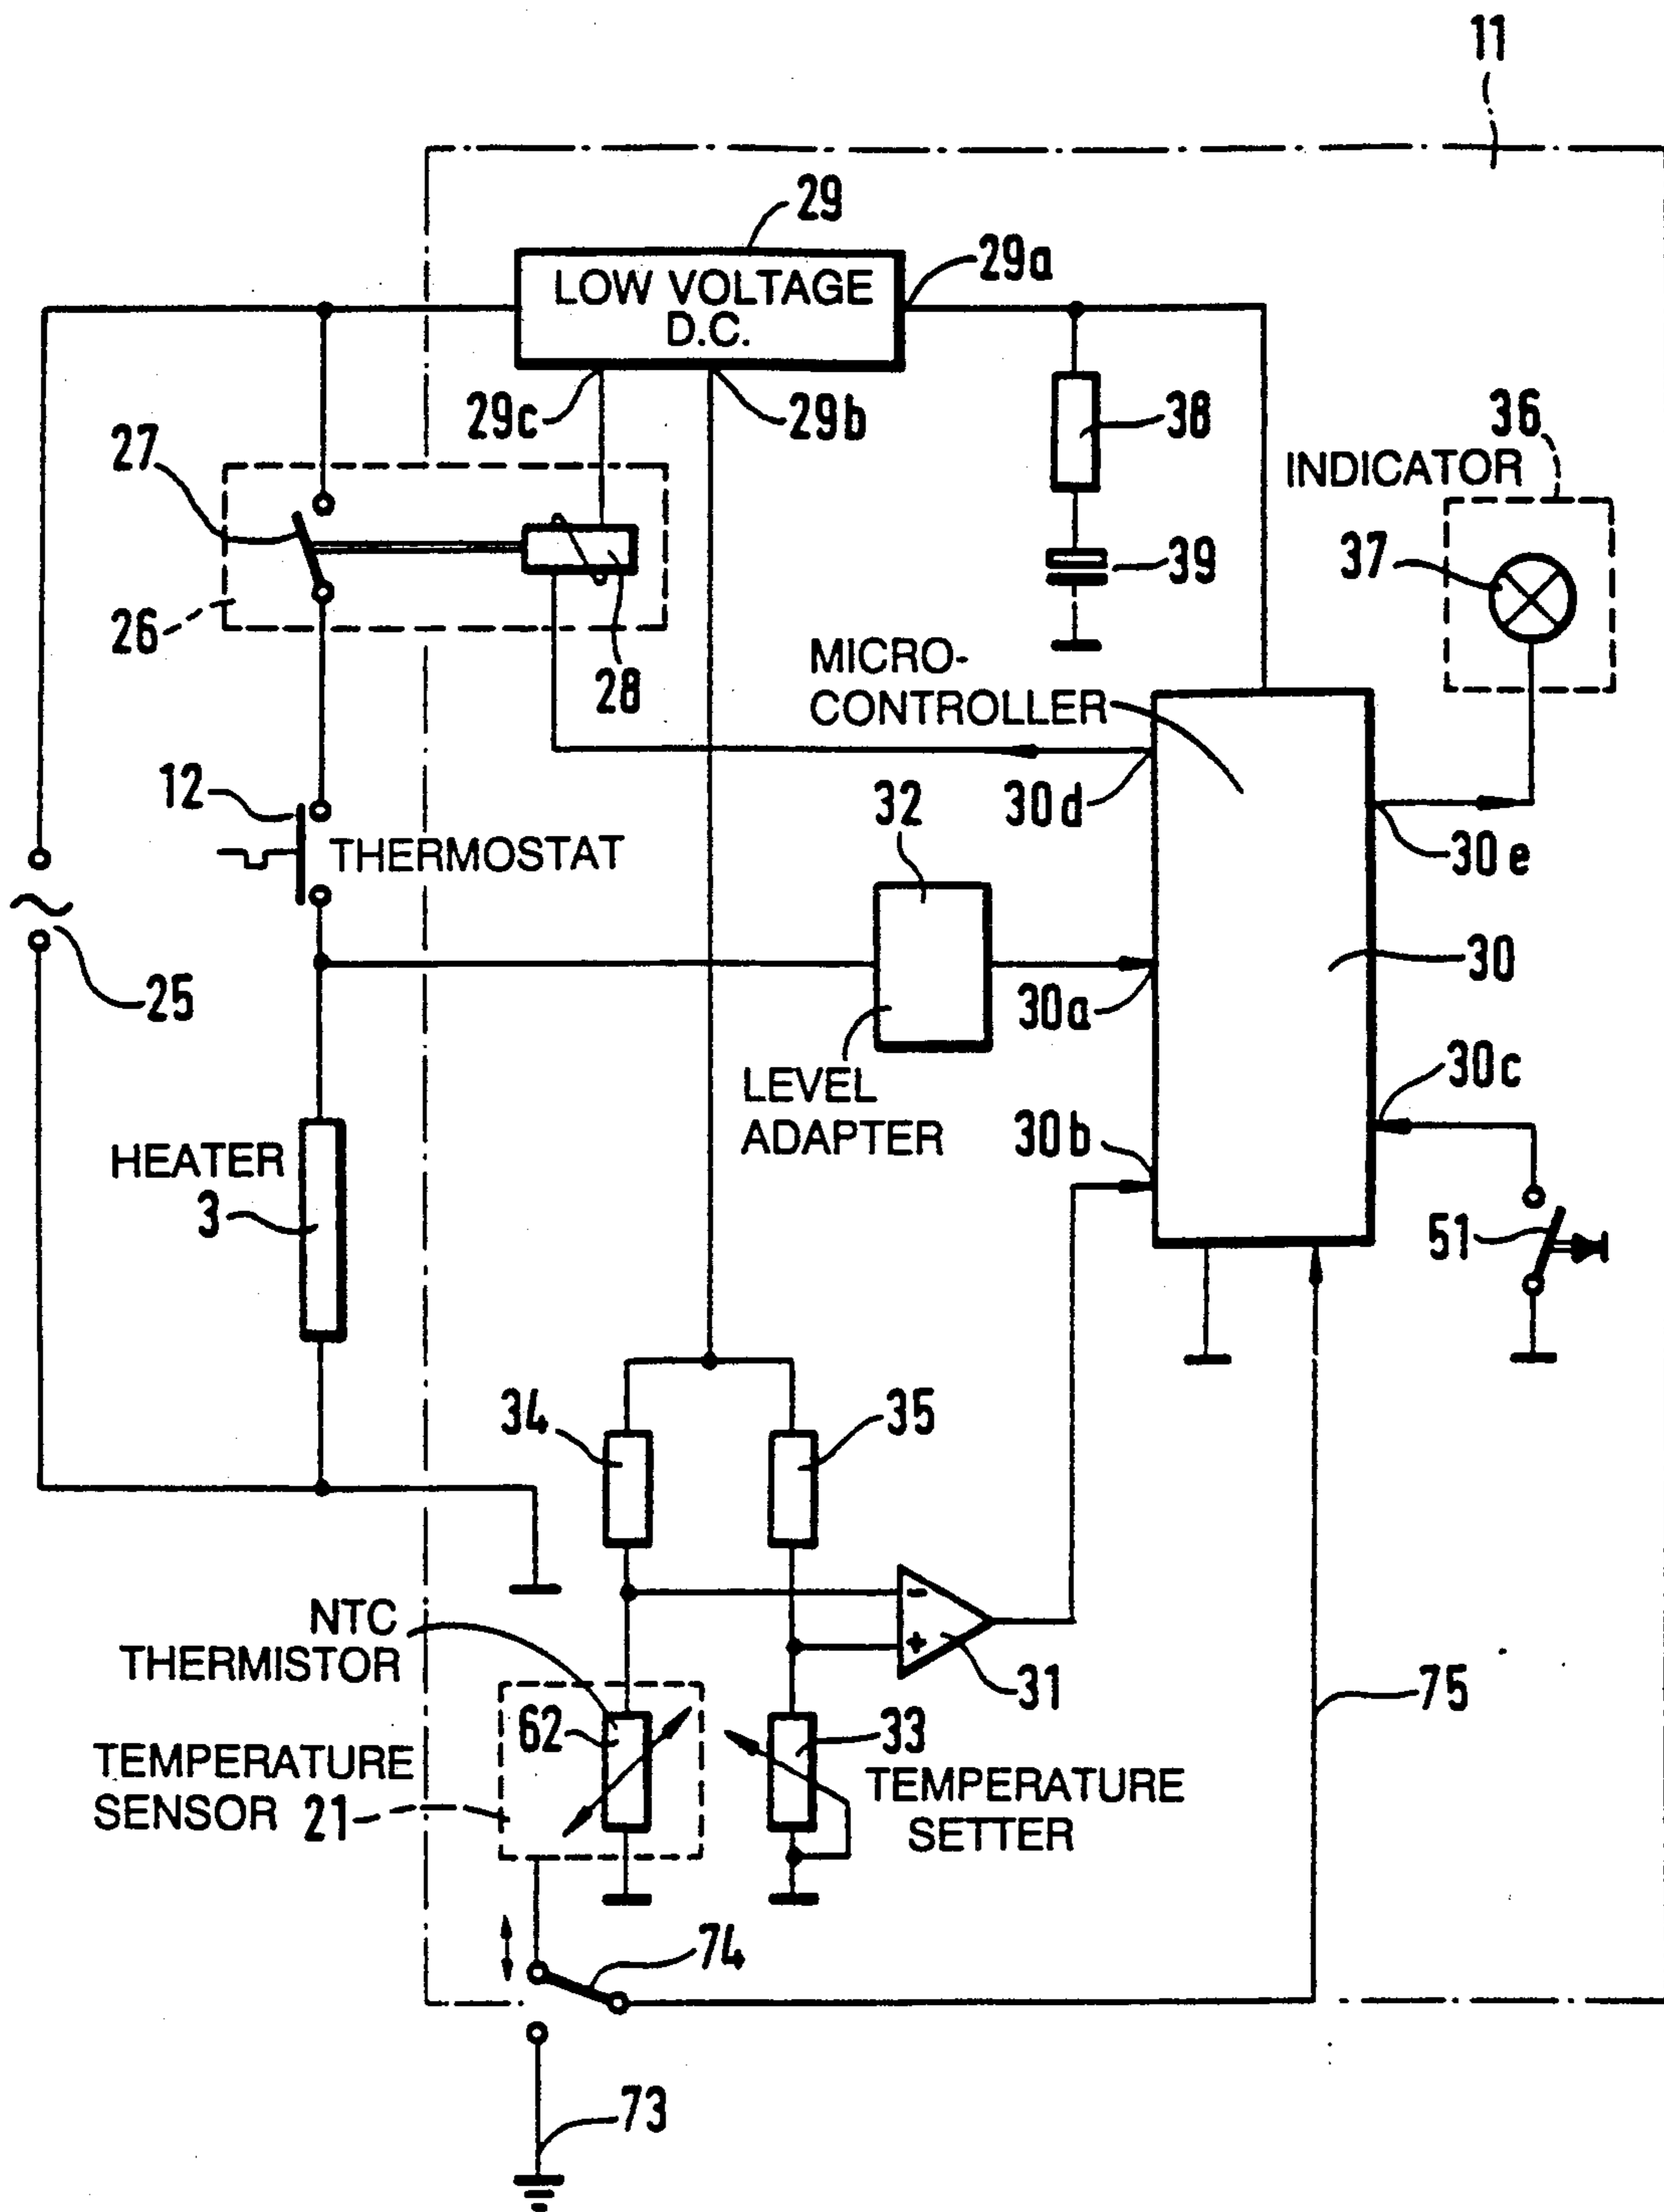 11
29
29a
LOW VOLTAGE
D.C.
29c
29b
38
36
INDICATOR
27
37
39
26
28
MICRO-
CONTROLLER
12
THERMOSTAT
32
30d
30e
25
30a
30
LEVEL
ADAPTER
30c
HEATER
3
30b
51
34
35
NTC
THERMISTOR
31
75
62
33
TEMPERATURE
SENSOR 21
TEMPERATURE
SETTER
74
73